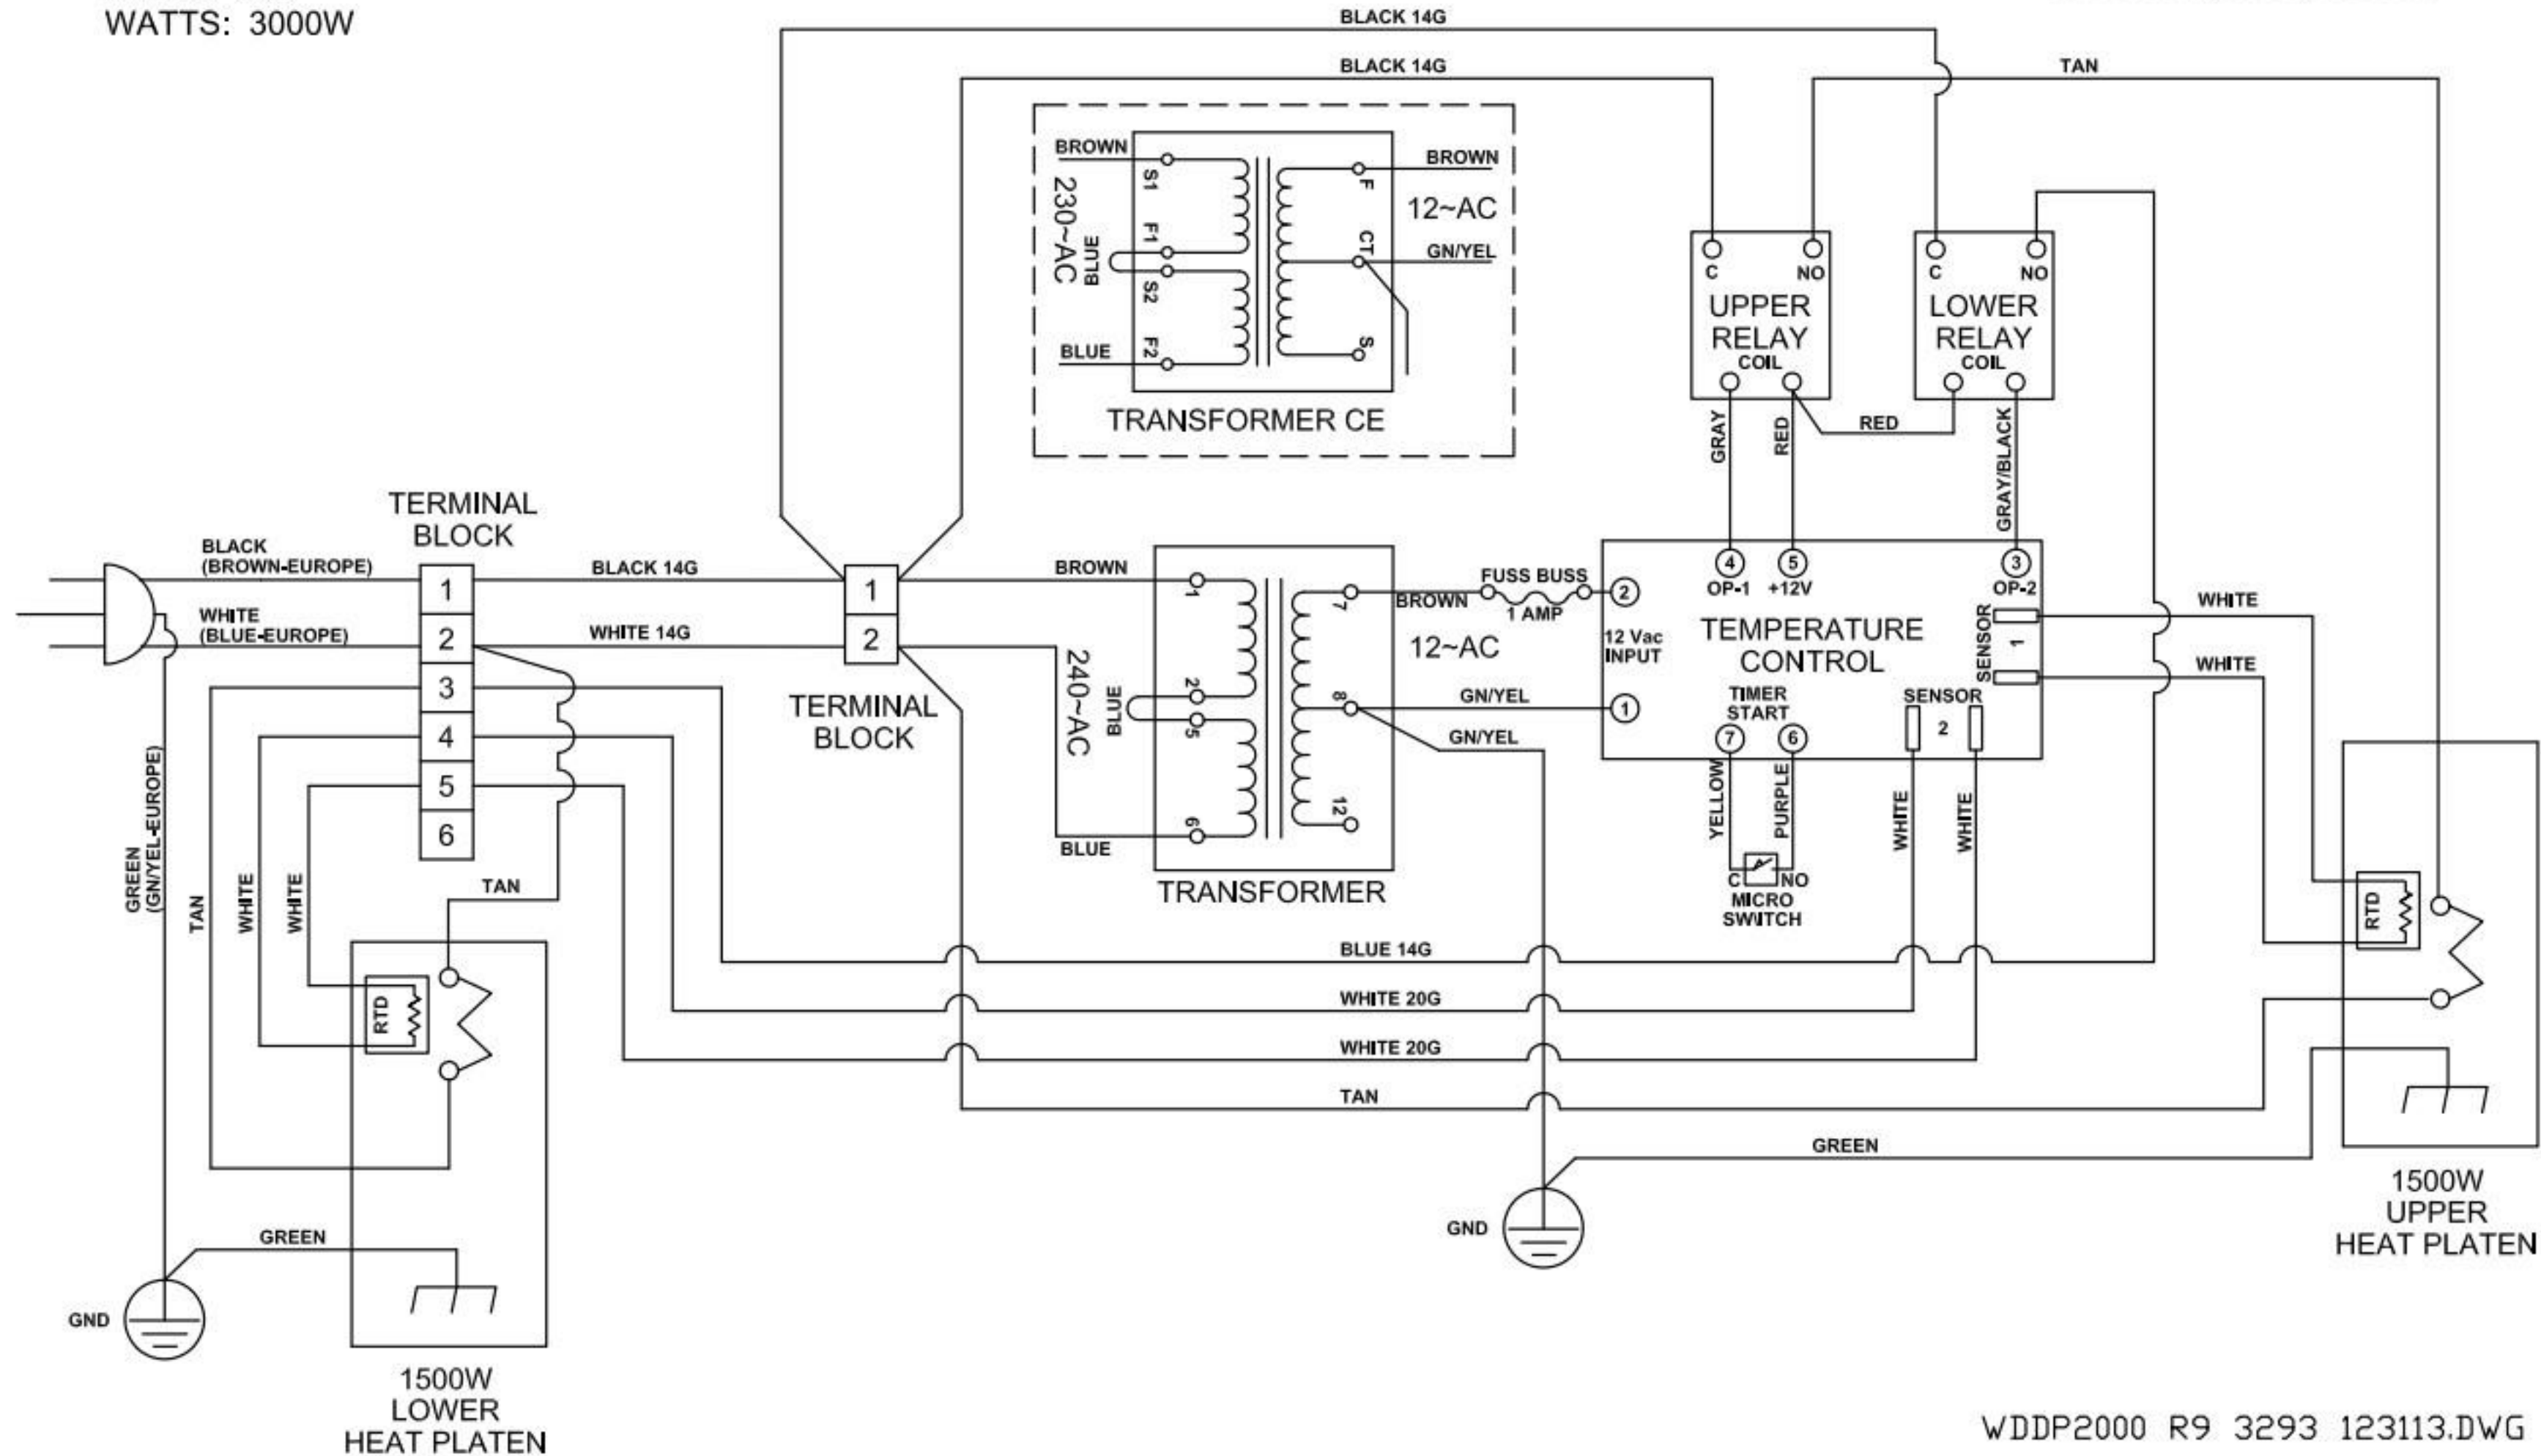 WATTS: 3000W
BLACK 14G
BLACK 14G
TAN
BROWN
S1
F1
S2
F2
230~AC
BLUE
BLUE
F
CT
S
BROWN
12~AC
GN/YEL
TRANSFORMER CE
C
NO
UPPER
RELAY
COIL
C
NO
LOWER
RELAY
COIL
GRAY
RED
RED
GRAY/BLACK
TERMINAL
BLOCK
BLACK
(BROWN-EUROPE)
WHITE
(BLUE-EUROPE)
1
2
3
4
5
6
BLACK 14G
WHITE 14G
1
2
TERMINAL
BLOCK
BROWN
240~AC
BLUE
BLUE
1
2
5
6
7
8
12
TRANSFORMER
BROWN
12~AC
FUSS BUSS
1 AMP
GN/YEL
GN/YEL
2
12 Vac
INPUT
1
4
OP-1
5
+12V
3
OP-2
TEMPERATURE
CONTROL
SENSOR
1
TIMER
START
7
6
SENSOR
2
WHITE
WHITE
YELLOW
PURPLE
C
NO
MICRO
SWITCH
WHITE
WHITE
GREEN
(GN/YEL-EUROPE)
TAN
WHITE
WHITE
TAN
RTD
RTD
BLUE 14G
WHITE 20G
WHITE 20G
TAN
GREEN
GND
GREEN
GND
1500W
LOWER
HEAT PLATEN
1500W
UPPER
HEAT PLATEN
WDDP2000 R9 3293 123113.DWG